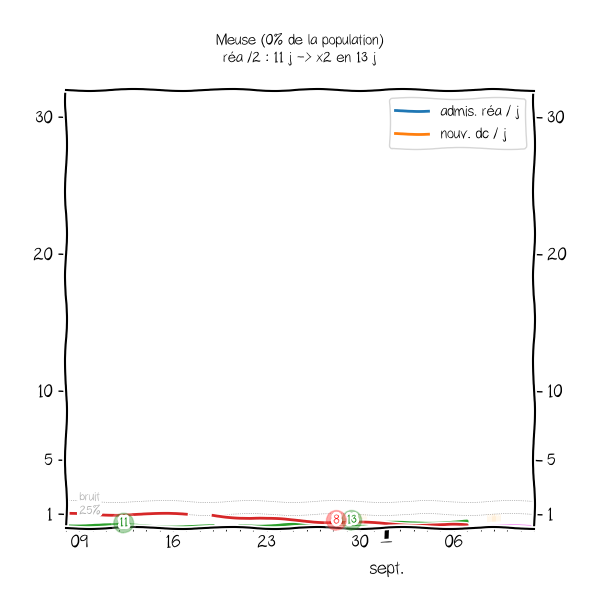 Meuse (0% de la population)
réa /2 : 11 j -> x2 en 13 j
admis. réa / j
nouv. dc / j
30 30
20 20
10 10
5 5
bruit
25%
1 1
11 8 13
09 16 23 30 1 06
sept.